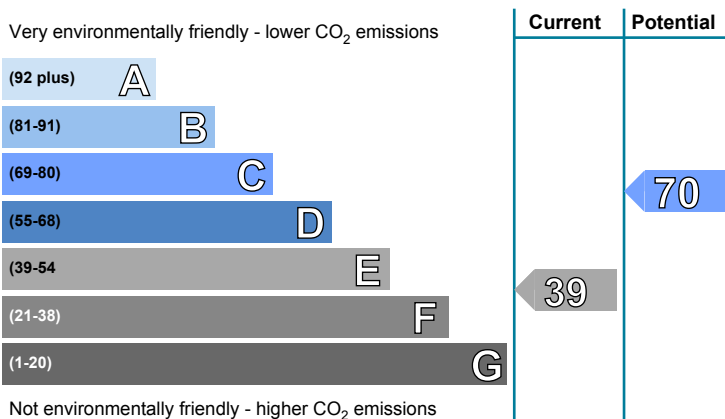 Very environmentally friendly - lower CO2 emissions
Current
Potential
(92 plus) A
(81-91) B
(69-80) C
70
(55-68) D
(39-54 E
39
(21-38) F
(1-20) G
Not environmentally friendly - higher CO2 emissions